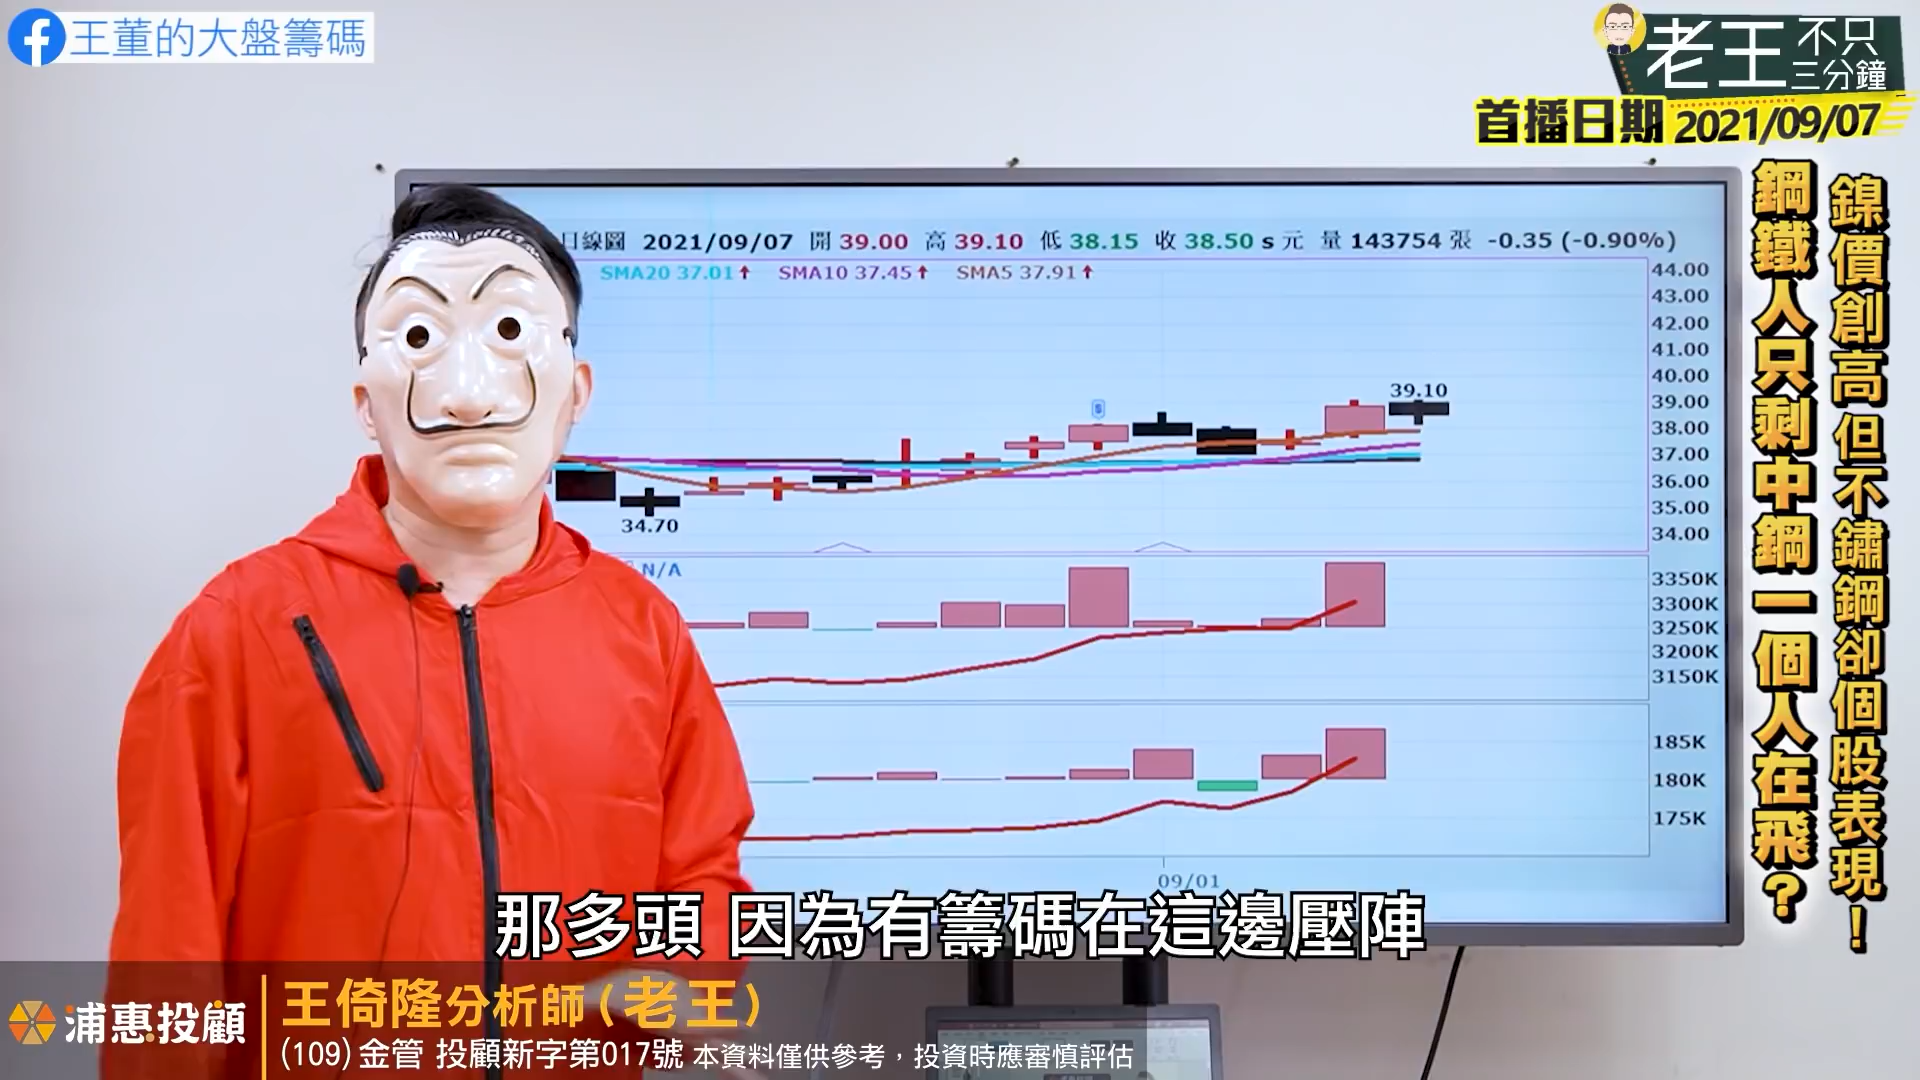 王董的大盤籌碼
老王 不只三分鐘
首播日期 2021/09/07
鎳價創高但不鏽鋼卻個股表現！
鋼鐵人只剩中鋼一個人在飛？
日線圖 2021/09/07 開 39.00 高 39.10 低 38.15 收 38.50 s 元 量 143754 張 -0.35 (-0.90%)
SMA20 37.01↑ SMA10 37.45↑ SMA5 37.91↑
44.00
43.00
42.00
41.00
40.00
39.00
38.00
37.00
36.00
35.00
34.00
39.10
34.70
N/A
3350K
3300K
3250K
3200K
3150K
185K
180K
175K
09/01
那多頭 因為有籌碼在這邊壓陣
浦惠投顧
王倚隆分析師(老王)
(109)金管 投顧新字第017號 本資料僅供參考，投資時應審慎評估